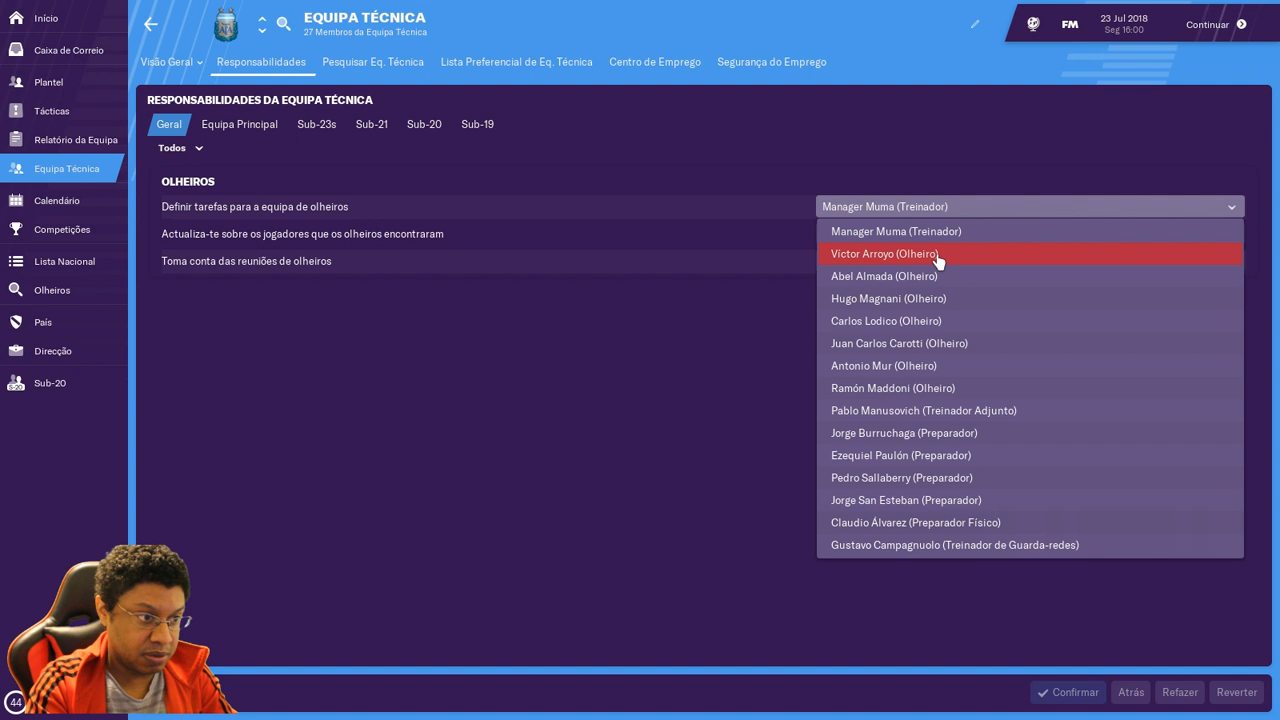 Início
Caixa de Correio
Plantel
Tácticas
Relatório da Equipa
Equipa Técnica
Calendário
Competições
Lista Nacional
Olheiros
País
Direcção
S-20
Sub-20
44
AFA
EQUIPA TÉCNICA
27 Membros da Equipa Técnica
FM
23 Jul 2018
Seg 16:00
Continuar
Visão Geral
Responsabilidades
Pesquisar Eq. Técnica
Lista Preferencial de Eq. Técnica
Centro de Emprego
Segurança do Emprego
RESPONSABILIDADES DA EQUIPA TÉCNICA
Geral
Equipa Principal
Sub-23s
Sub-21
Sub-20
Sub-19
Todos
OLHEIROS
Definir tarefas para a equipa de olheiros
Manager Muma (Treinador)
Actualiza-te sobre os jogadores que os olheiros encontraram
Toma conta das reuniões de olheiros
Manager Muma (Treinador)
Víctor Arroyo (Olheiro)
Abel Almada (Olheiro)
Hugo Magnani (Olheiro)
Carlos Lodico (Olheiro)
Juan Carlos Carotti (Olheiro)
Antonio Mur (Olheiro)
Ramón Maddoni (Olheiro)
Pablo Manusovich (Treinador Adjunto)
Jorge Burruchaga (Preparador)
Ezequiel Paulón (Preparador)
Pedro Sallaberry (Preparador)
Jorge San Esteban (Preparador)
Claudio Álvarez (Preparador Físico)
Gustavo Campagnuolo (Treinador de Guarda-redes)
Confirmar
Atrás
Refazer
Reverter